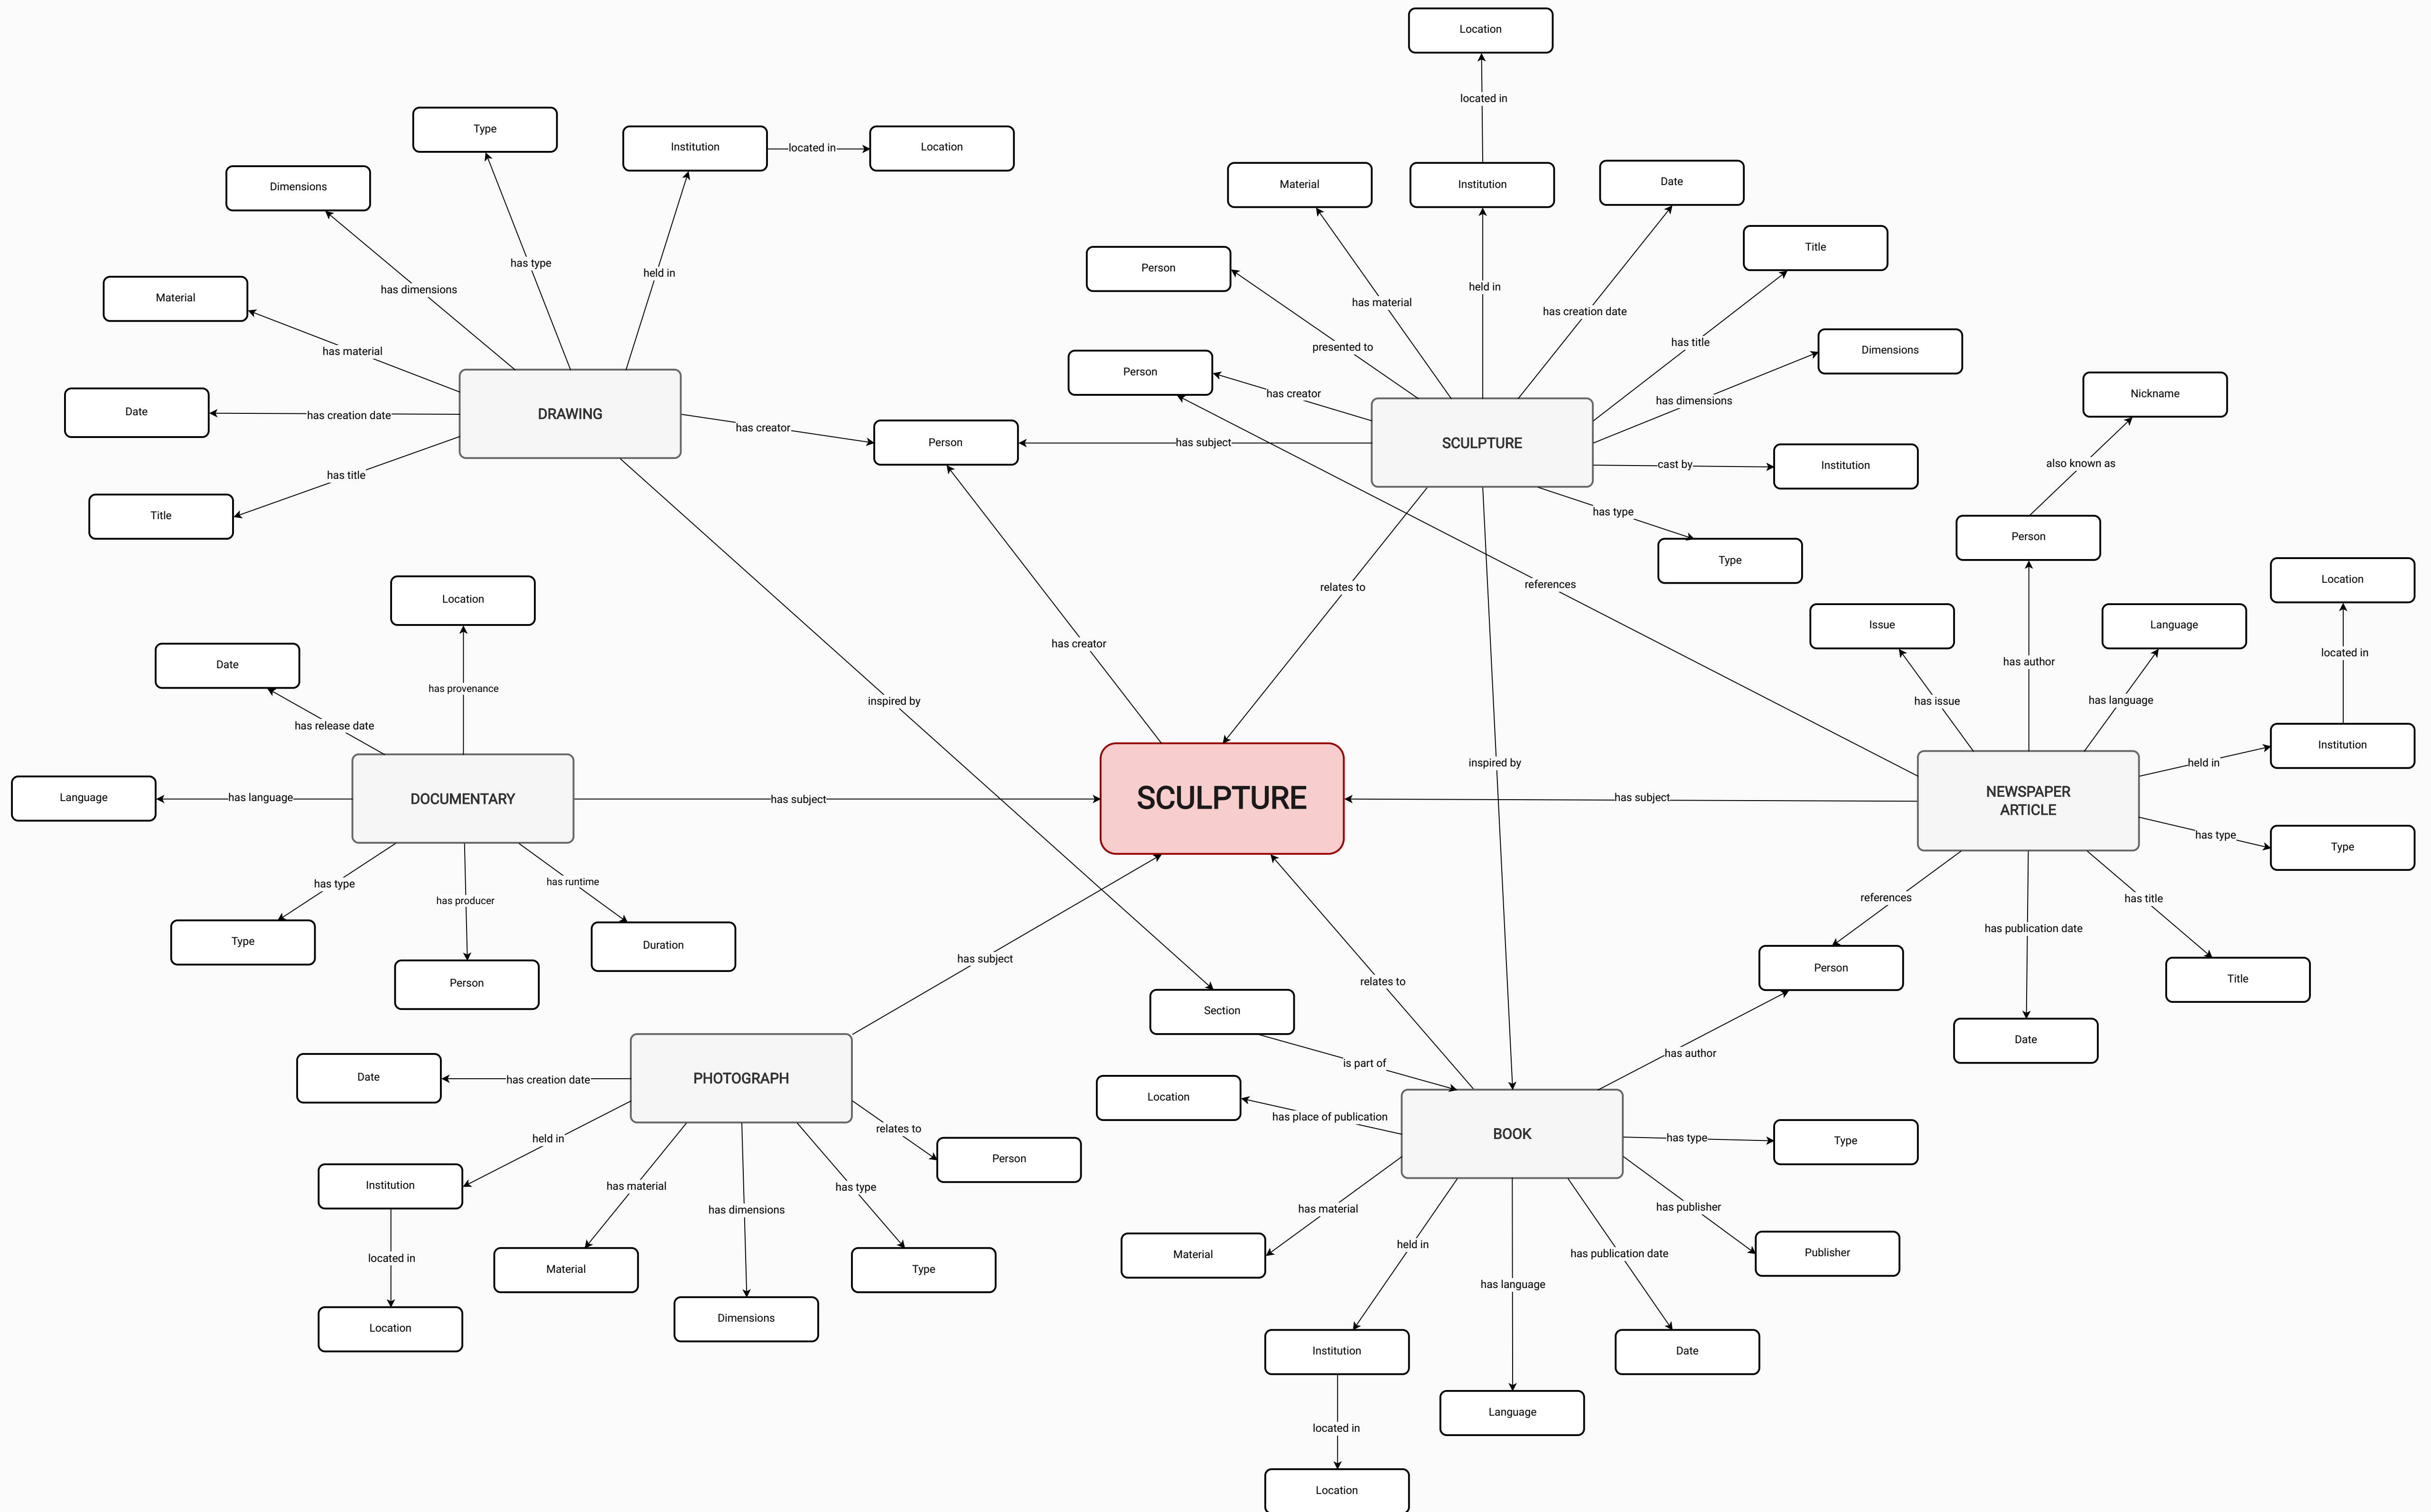 Location
located in
Type
Institution
located in
Location
Dimensions
Material
Institution
Date
Title
Person
has type
held in
has dimensions
Material
has material
held in
has creation date
presented to
has title
Dimensions
has material
Person
has creator
has dimensions
Nickname
Date
has creation date
DRAWING
has creator
Person
has subject
SCULPTURE
cast by
Institution
also known as
has title
Title
has type
Type
Person
Location
relates to
references
Location
Issue
Language
Date
has creator
has author
located in
has provenance
inspired by
has issue
has language
has release date
Institution
inspired by
held in
Language
has language
DOCUMENTARY
has subject
SCULPTURE
has subject
NEWSPAPER
ARTICLE
has type
Type
has type
has producer
has runtime
references
has title
Type
Duration
has publication date
Person
has subject
relates to
Person
Title
Section
Date
is part of
has author
Date
has creation date
PHOTOGRAPH
Location
has place of publication
BOOK
has type
Type
held in
relates to
Person
Institution
has material
has type
has dimensions
has material
has publisher
located in
Material
Type
Material
held in
has publication date
Publisher
Dimensions
has language
Location
Institution
Date
Language
located in
Location